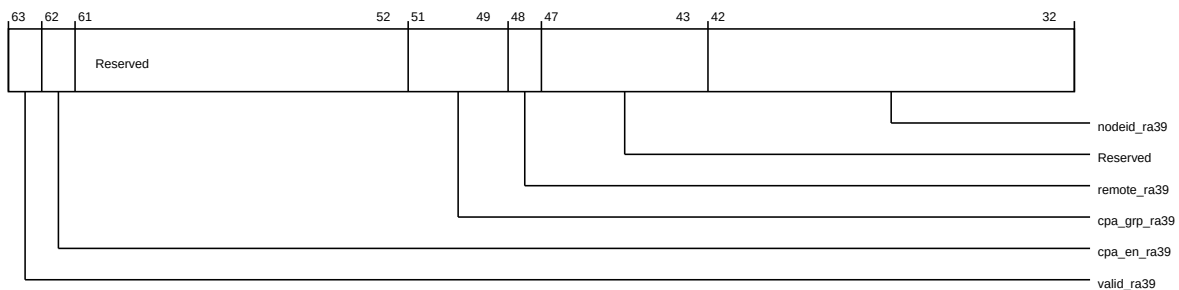 63 62 61 52 51 49 48 47 43 42 32
Reserved
nodeid_ra39
Reserved
remote_ra39
cpa_grp_ra39
cpa_en_ra39
valid_ra39